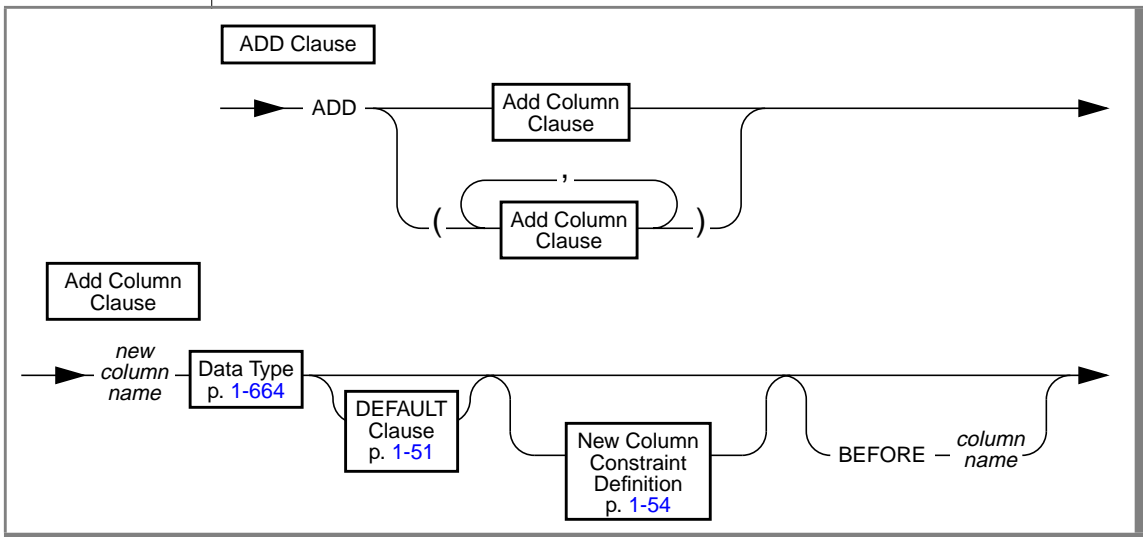 ADD Clause
ADD
Add Column
Clause
,
(
Add Column
Clause
)
Add Column
Clause
new
column
name
Data Type
p. 1-664
DEFAULT
Clause
p. 1-51
New Column
Constraint
Definition
p. 1-54
BEFORE
column
name